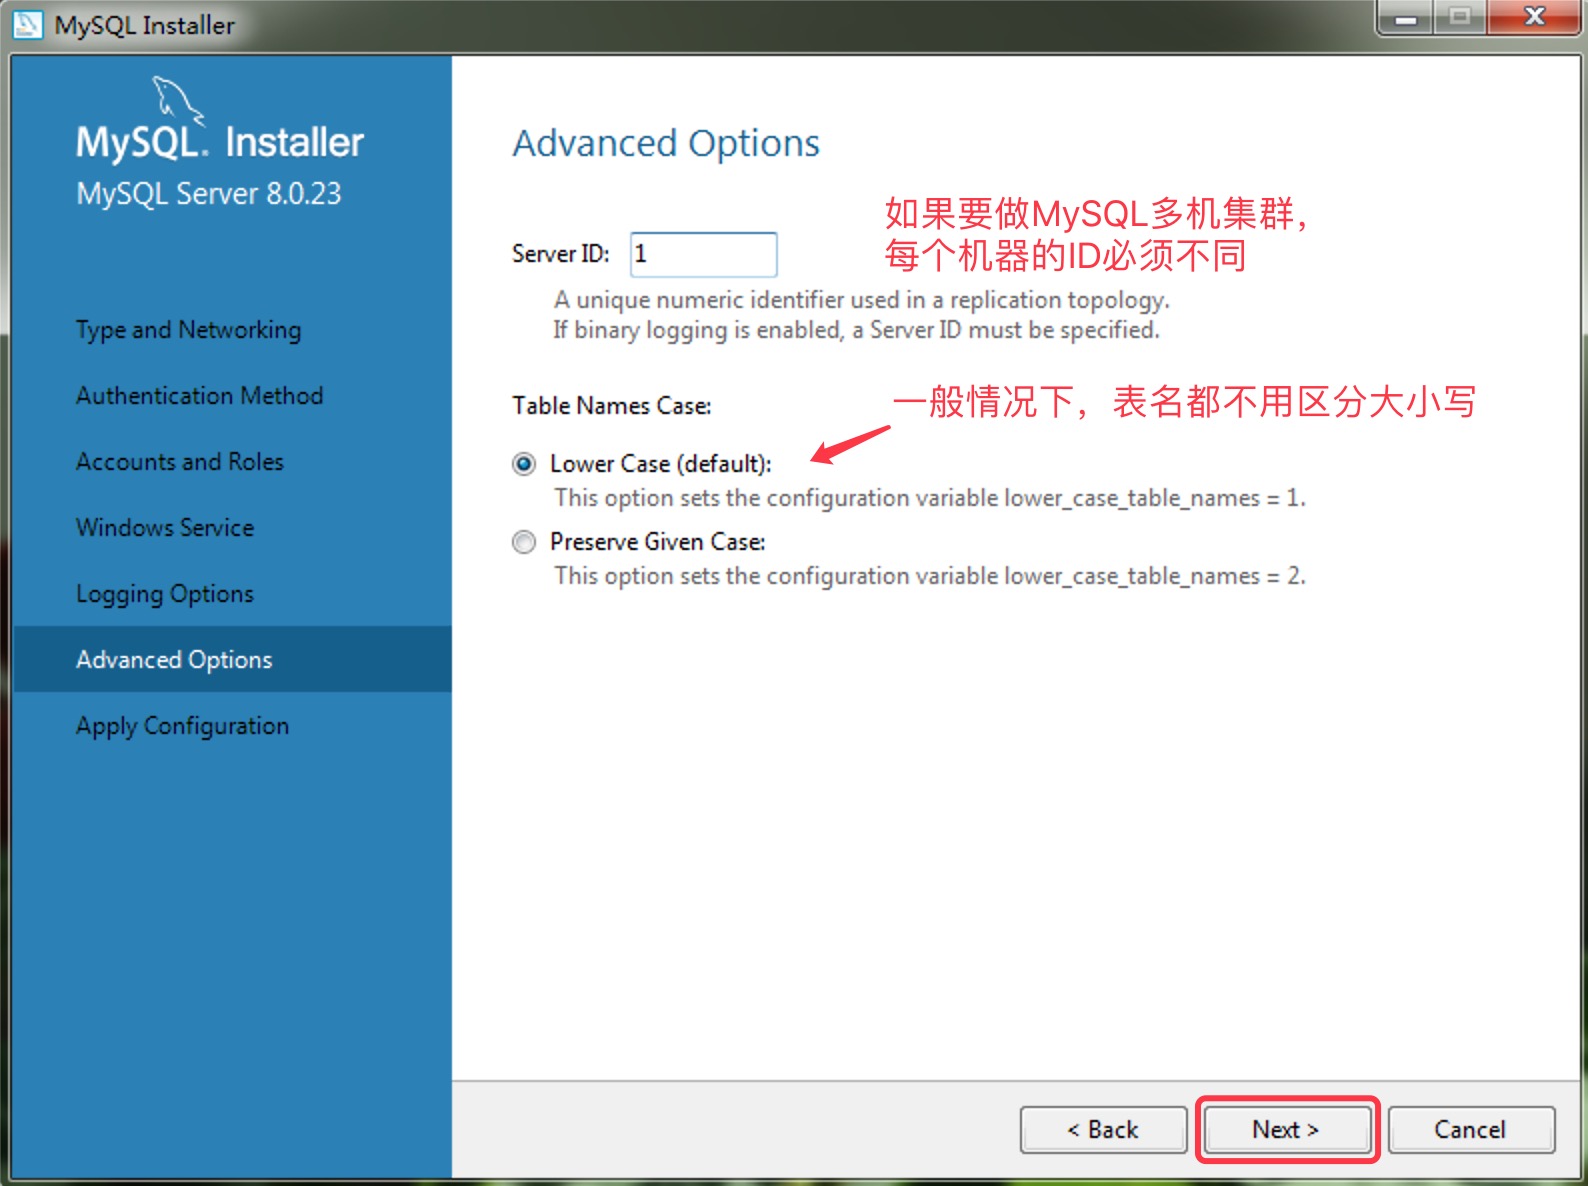 MySQL Installer
MySQL. Installer
MySQL Server 8.0.23
Type and Networking
Authentication Method
Accounts and Roles
Windows Service
Logging Options
Advanced Options
Apply Configuration
Advanced Options
如果要做MySQL多机集群，
每个机器的ID必须不同
Server ID: 1
A unique numeric identifier used in a replication topology.
If binary logging is enabled, a Server ID must be specified.
一般情况下，表名都不用区分大小写
Table Names Case:
Lower Case (default):
This option sets the configuration variable lower_case_table_names = 1.
Preserve Given Case:
This option sets the configuration variable lower_case_table_names = 2.
< Back
Next >
Cancel